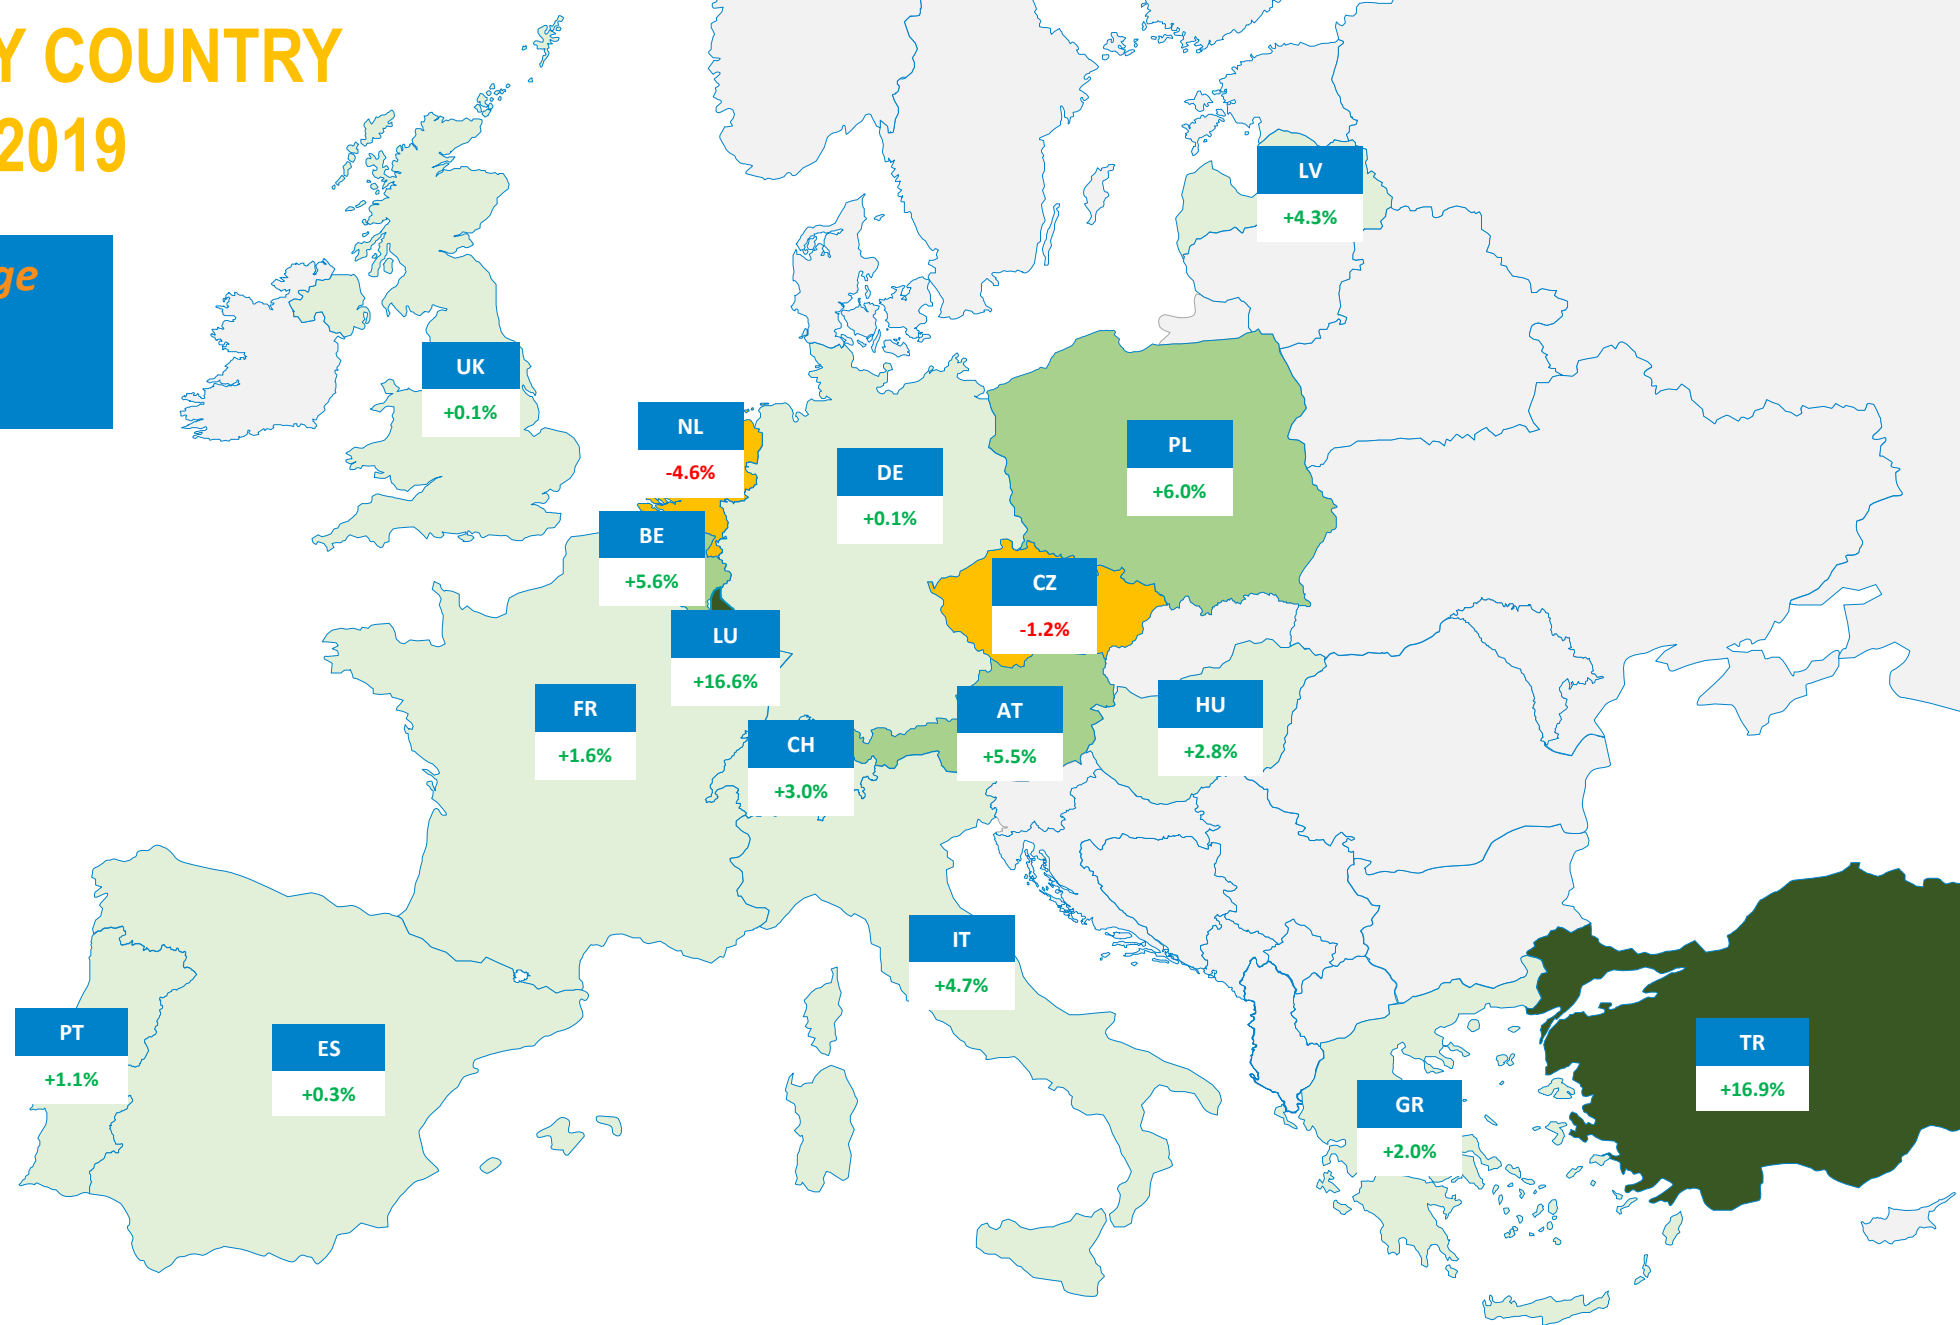 Y COUNTRY
2019
ge
LV
+4.3%
UK
+0.1%
NL
-4.6%
DE
+0.1%
PL
+6.0%
BE
+5.6%
CZ
-1.2%
LU
+16.6%
FR
+1.6%
CH
+3.0%
AT
+5.5%
HU
+2.8%
IT
+4.7%
PT
+1.1%
ES
+0.3%
GR
+2.0%
TR
+16.9%